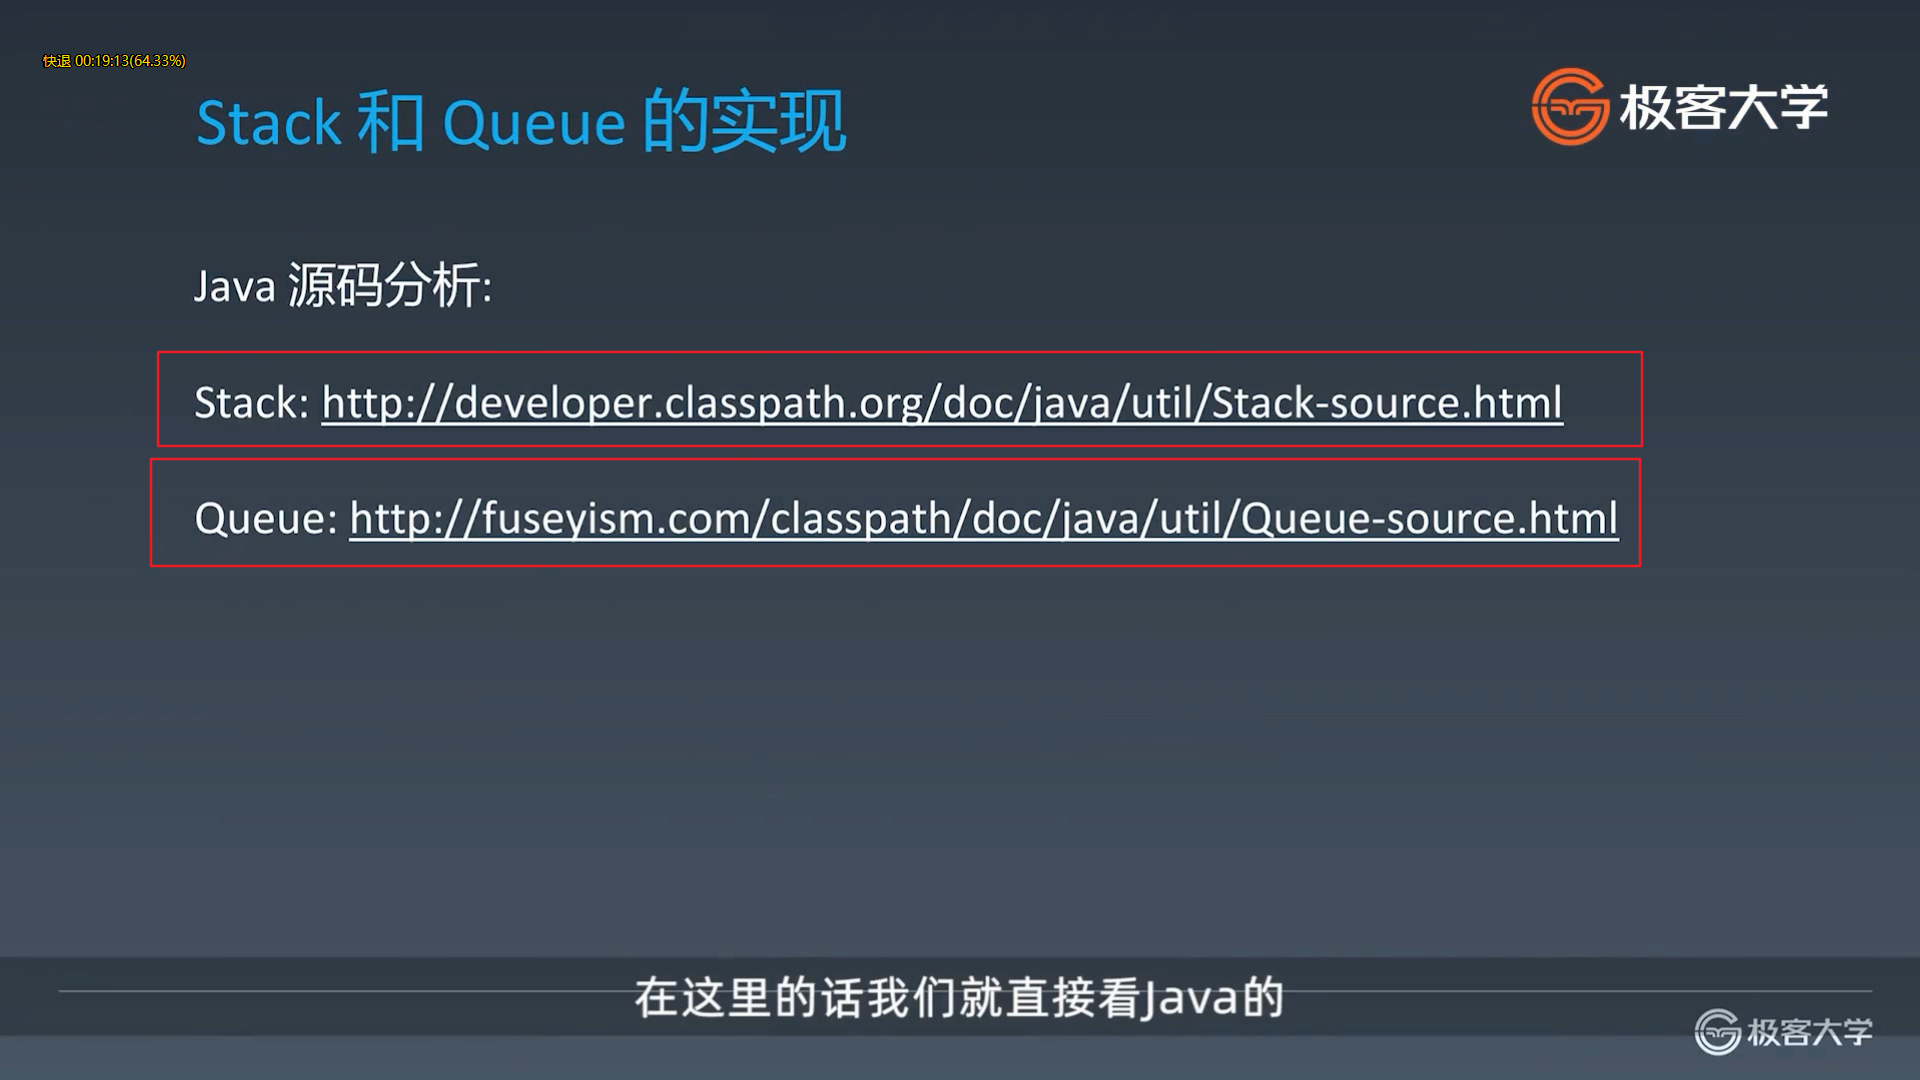 快退 00:19:13(64.33%)
极客大学
Stack 和 Queue 的实现
Java 源码分析:
Stack: http://developer.classpath.org/doc/java/util/Stack-source.html
Queue: http://fuseyism.com/classpath/doc/java/util/Queue-source.html
在这里的话我们就直接看Java的
极客大学